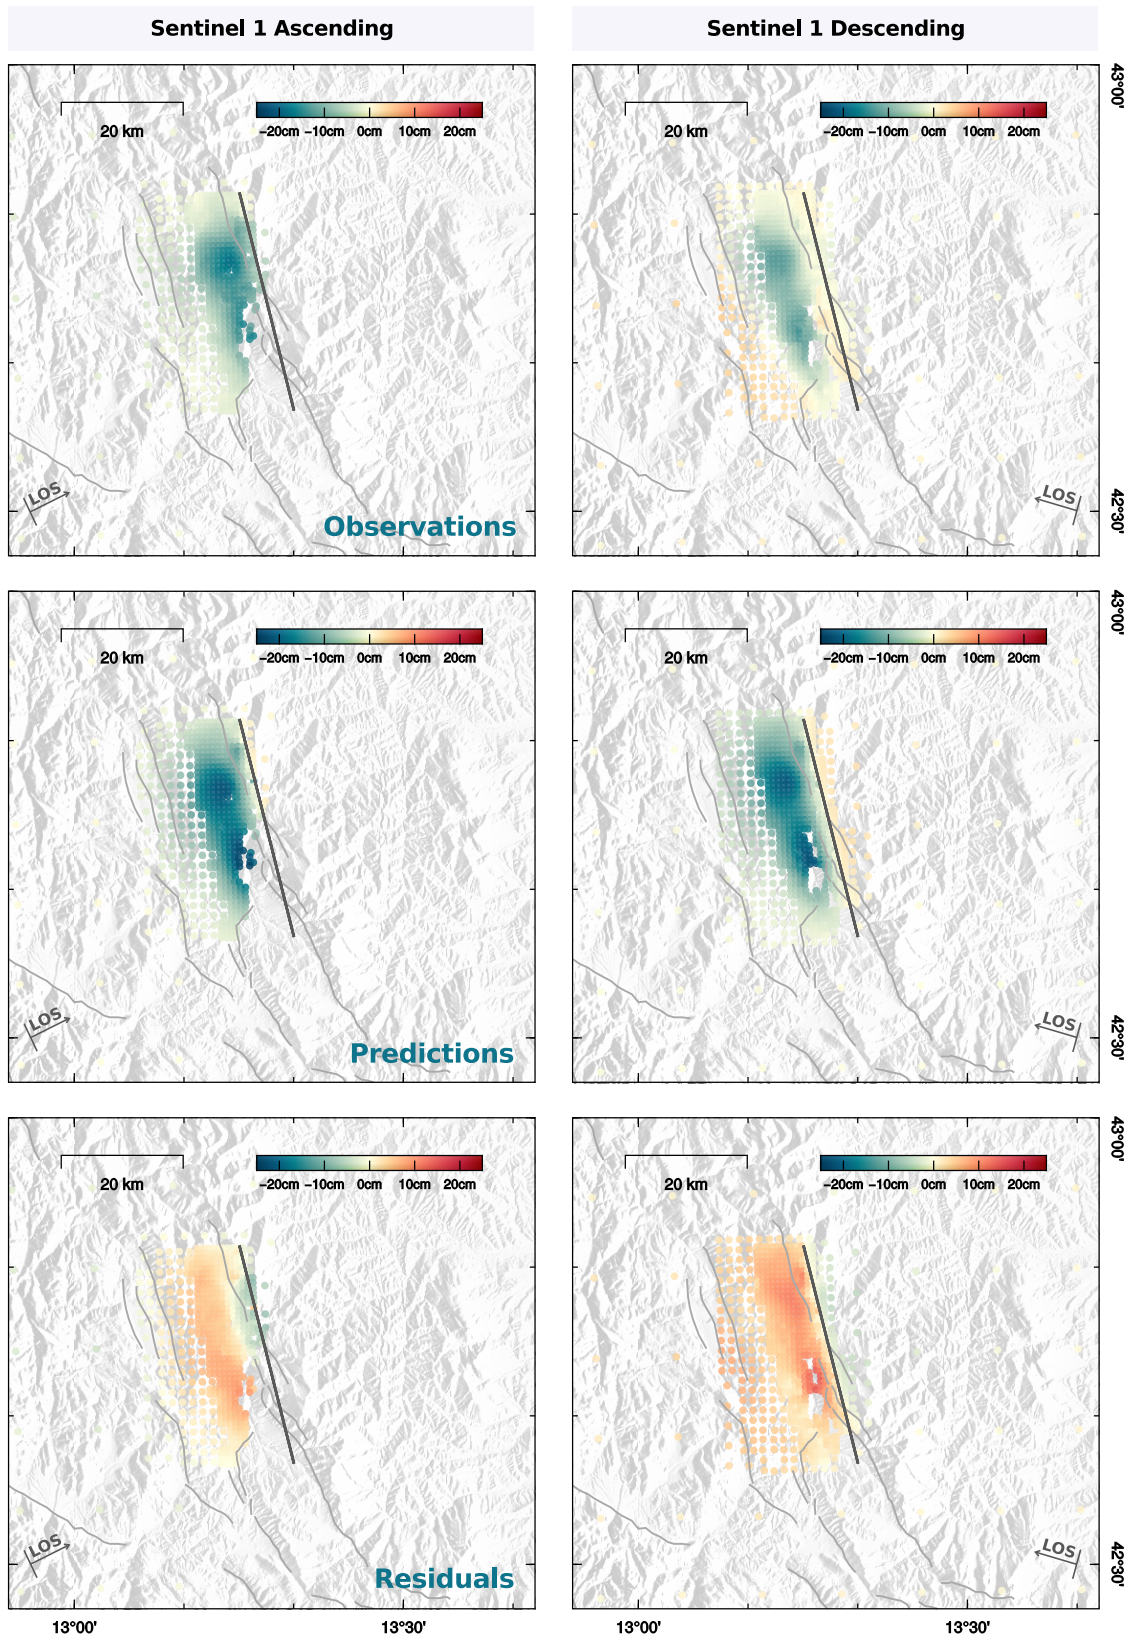 Sentinel 1 Ascending
Sentinel 1 Descending
20 km
−20cm −10cm 0cm 10cm 20cm
LOS
Observations
20 km
−20cm −10cm 0cm 10cm 20cm
LOS
43°00'
42°30'
20 km
−20cm −10cm 0cm 10cm 20cm
LOS
Predictions
20 km
−20cm −10cm 0cm 10cm 20cm
LOS
43°00'
42°30'
20 km
−20cm −10cm 0cm 10cm 20cm
LOS
Residuals
13°00'
13°30'
20 km
−20cm −10cm 0cm 10cm 20cm
LOS
43°00'
42°30'
13°00'
13°30'